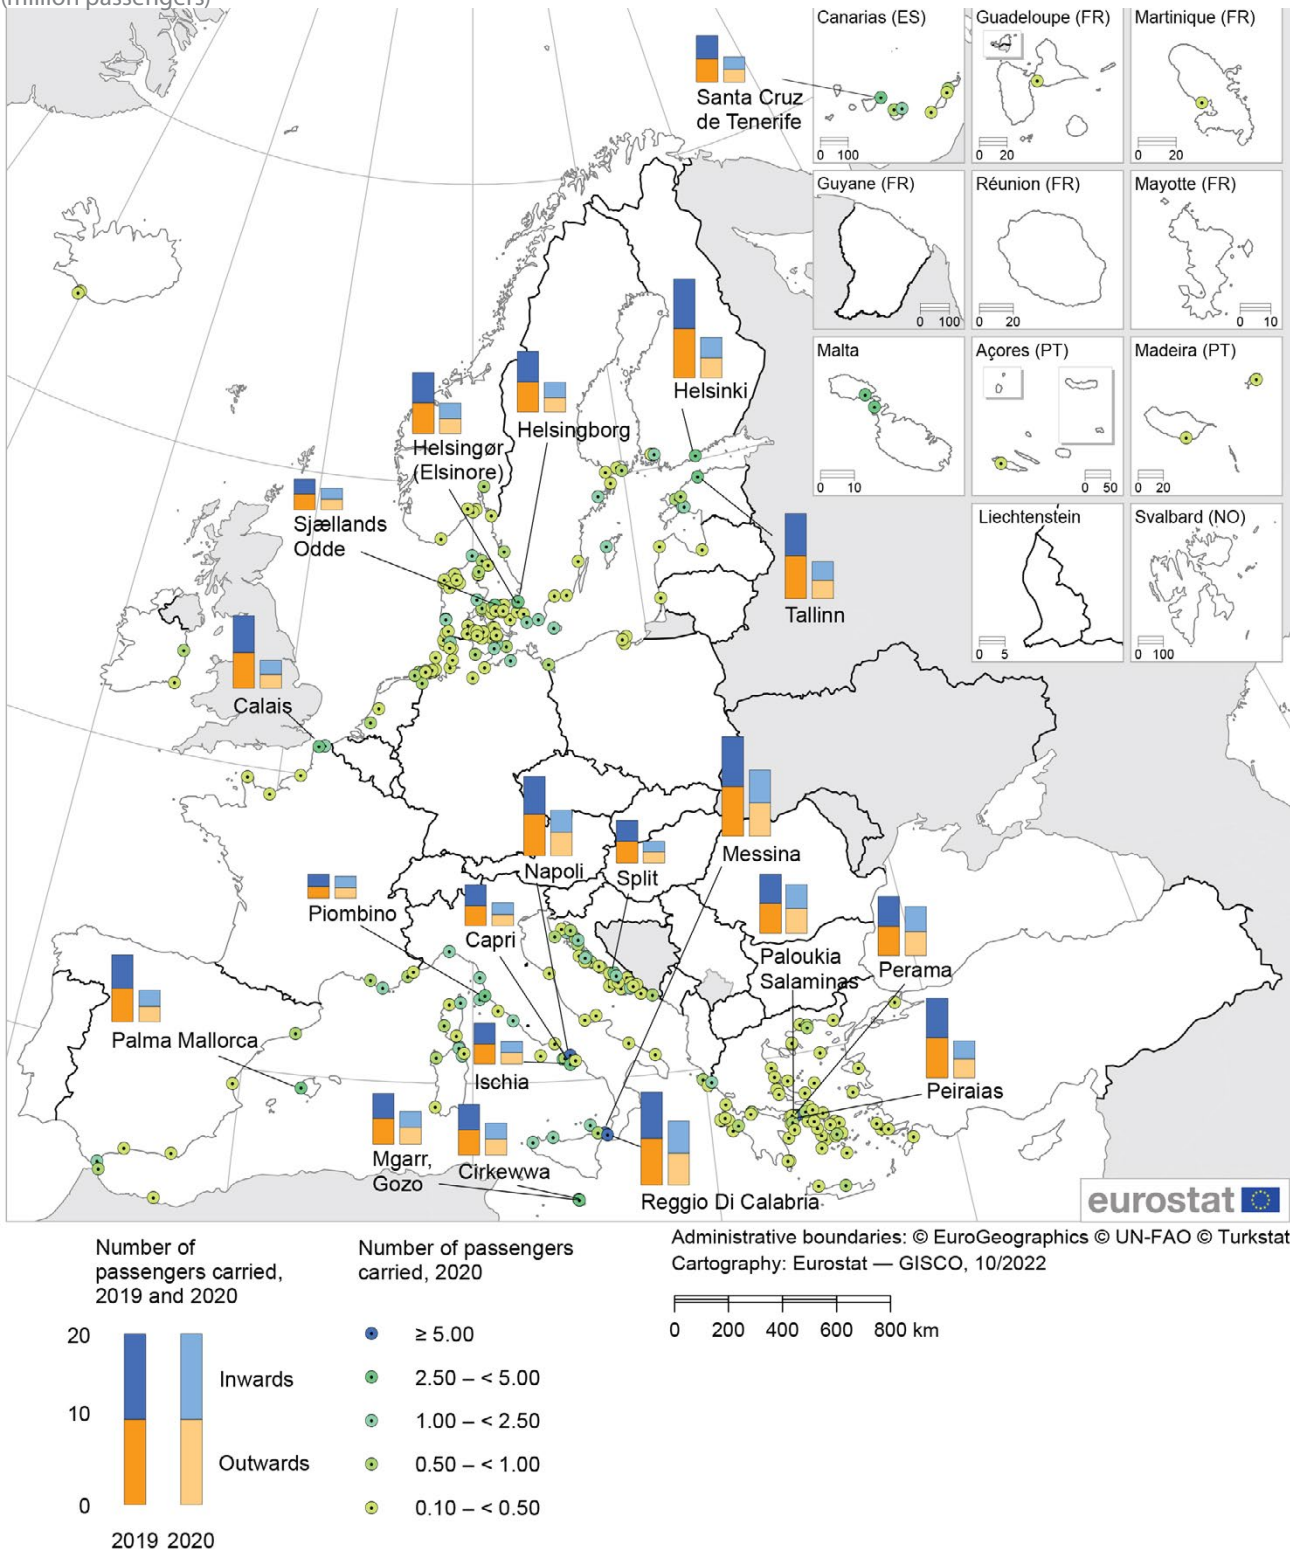 (million passengers)
Canarias (ES)
0 100
Guadeloupe (FR)
0 20
Martinique (FR)
0 20
Guyane (FR)
0 100
Réunion (FR)
0 20
Mayotte (FR)
0 10
Malta
0 10
Açores (PT)
0 50
Madeira (PT)
0 20
Liechtenstein
0 5
Svalbard (NO)
0 100
Santa Cruz
de Tenerife
Helsinki
Helsingborg
Helsingør
(Elsinore)
Sjællands
Odde
Tallinn
Calais
Messina
Napoli
Split
Piombino
Capri
Paloukia
Salaminas
Perama
Palma Mallorca
Ischia
Peiraias
Mgarr,
Gozo
Cirkewwa
Reggio Di Calabria
eurostat
Administrative boundaries: © EuroGeographics © UN-FAO © Turkstat
Cartography: Eurostat — GISCO, 10/2022
0 200 400 600 800 km
Number of
passengers carried,
2019 and 2020
20
Inwards
10
Outwards
0
2019 2020
Number of passengers
carried, 2020
≥ 5.00
2.50 – < 5.00
1.00 – < 2.50
0.50 – < 1.00
0.10 – < 0.50